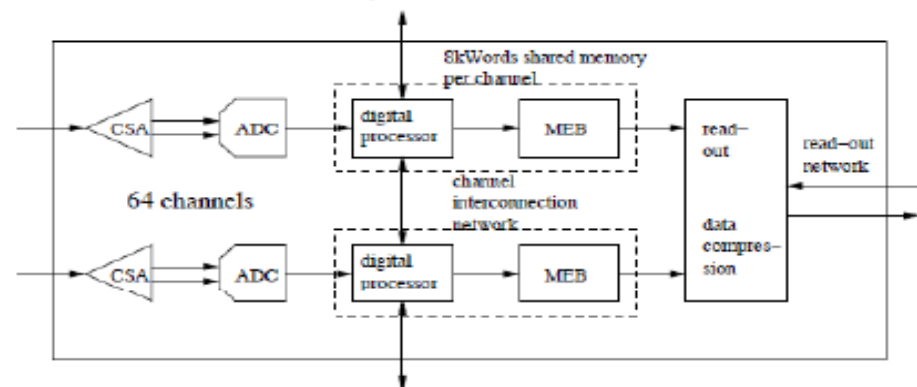 8kWords shared memory
per channel
CSA
ADC
digital
processor
MEB
read-
out
read-out
network
64 channels
channel
interconnection
network
CSA
ADC
digital
processor
MEB
data
compres-
sion